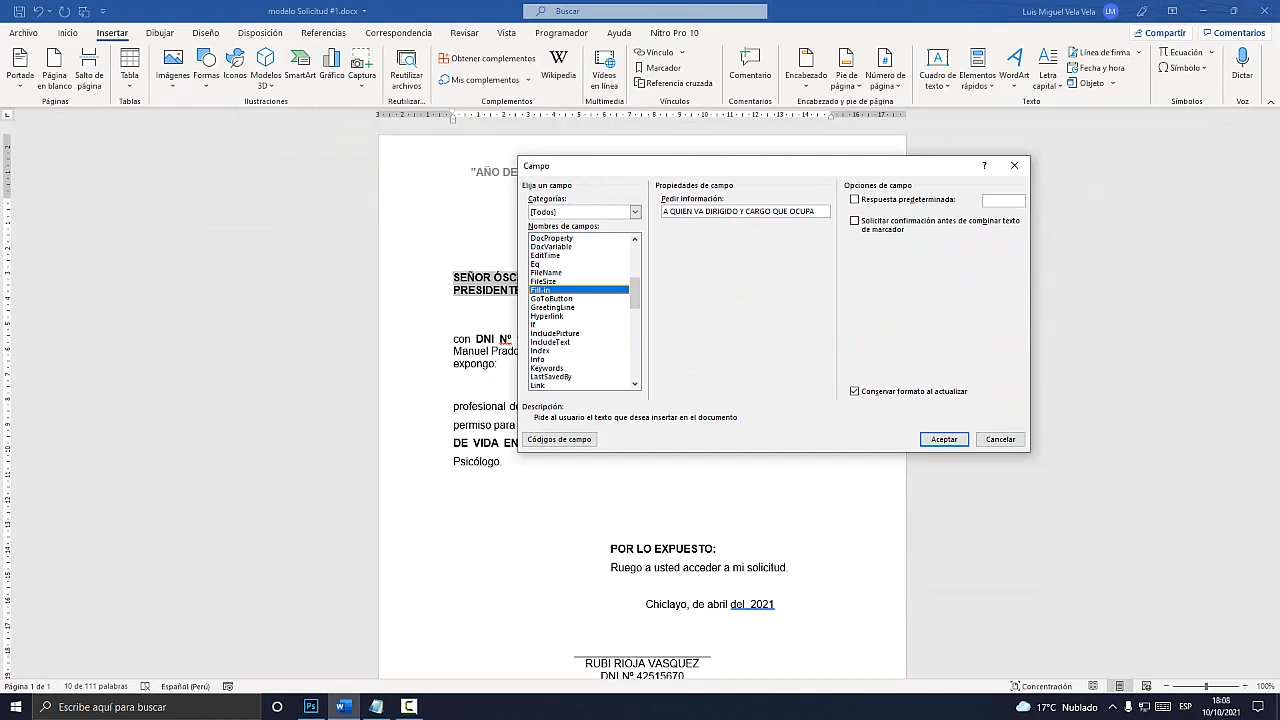 modelo Solicitud #1.docx
Buscar
Luis Miguel Vela Vela
LM
Archivo
Inicio
Insertar
Dibujar
Diseño
Disposición
Referencias
Correspondencia
Revisar
Vista
Programador
Ayuda
Nitro Pro 10
Compartir
Comentarios
Portada
Página en blanco
Salto de página
Tabla
Imágenes
Formas
Iconos
Modelos 3D
SmartArt
Gráfico
Captura
Reutilizar archivos
Obtener complementos
Mis complementos
Wikipedia
Vídeos en línea
Vínculo
Marcador
Referencia cruzada
Comentario
Encabezado
Pie de página
Número de página
Cuadro de texto
Elementos rápidos
WordArt
Letra capital
Línea de firma
Fecha y hora
Objeto
Ecuación
Símbolo
Dictar
Páginas
Tablas
Ilustraciones
Reutilizar...
Complementos
Multimedia
Vínculos
Comentarios
Encabezado y pie de página
Texto
Símbolos
Voz
"AÑO DE
SEÑOR ÓSC
PRESIDENTE
con DNI Nº
Manuel Prado
expongo:
profesional de
permiso para
DE VIDA EN
Psicólogo.
POR LO EXPUESTO:
Ruego a usted acceder a mi solicitud.
Chiclayo, de abril del 2021
RUBI RIOJA VASQUEZ
DNI Nº 42515670
Campo
?
Elija un campo
Categorías:
[Todos]
Nombres de campos:
DocProperty
DocVariable
EditTime
Eq
FileName
FileSize
Fill-in
GoToButton
GreetingLine
Hyperlink
If
IncludePicture
IncludeText
Index
Info
Keywords
LastSavedBy
Link
Propiedades de campo
Pedir información:
A QUIEN VA DIRIGIDO Y CARGO QUE OCUPA
Opciones de campo
Respuesta predeterminada:
Solicitar confirmación antes de combinar texto
de marcador
Conservar formato al actualizar
Descripción:
Pide al usuario el texto que desea insertar en el documento
Códigos de campo
Aceptar
Cancelar
Página 1 de 1
10 de 111 palabras
Español (Perú)
Concentración
100%
Escribe aquí para buscar
17°C Nublado
ESP
18:08
10/10/2021